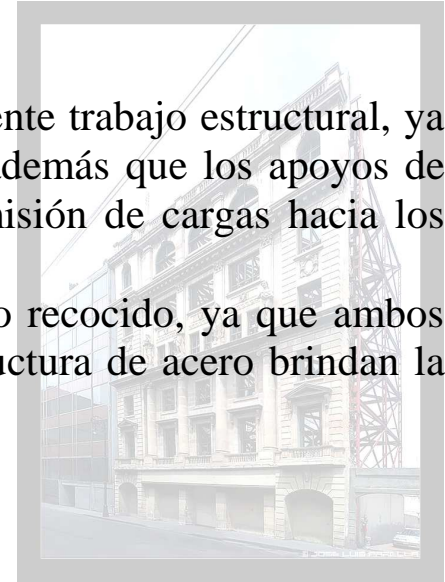 ente trabajo estructural, ya
además que los apoyos de
misión de cargas hacia los
o recocido, ya que ambos
uctura de acero brindan la